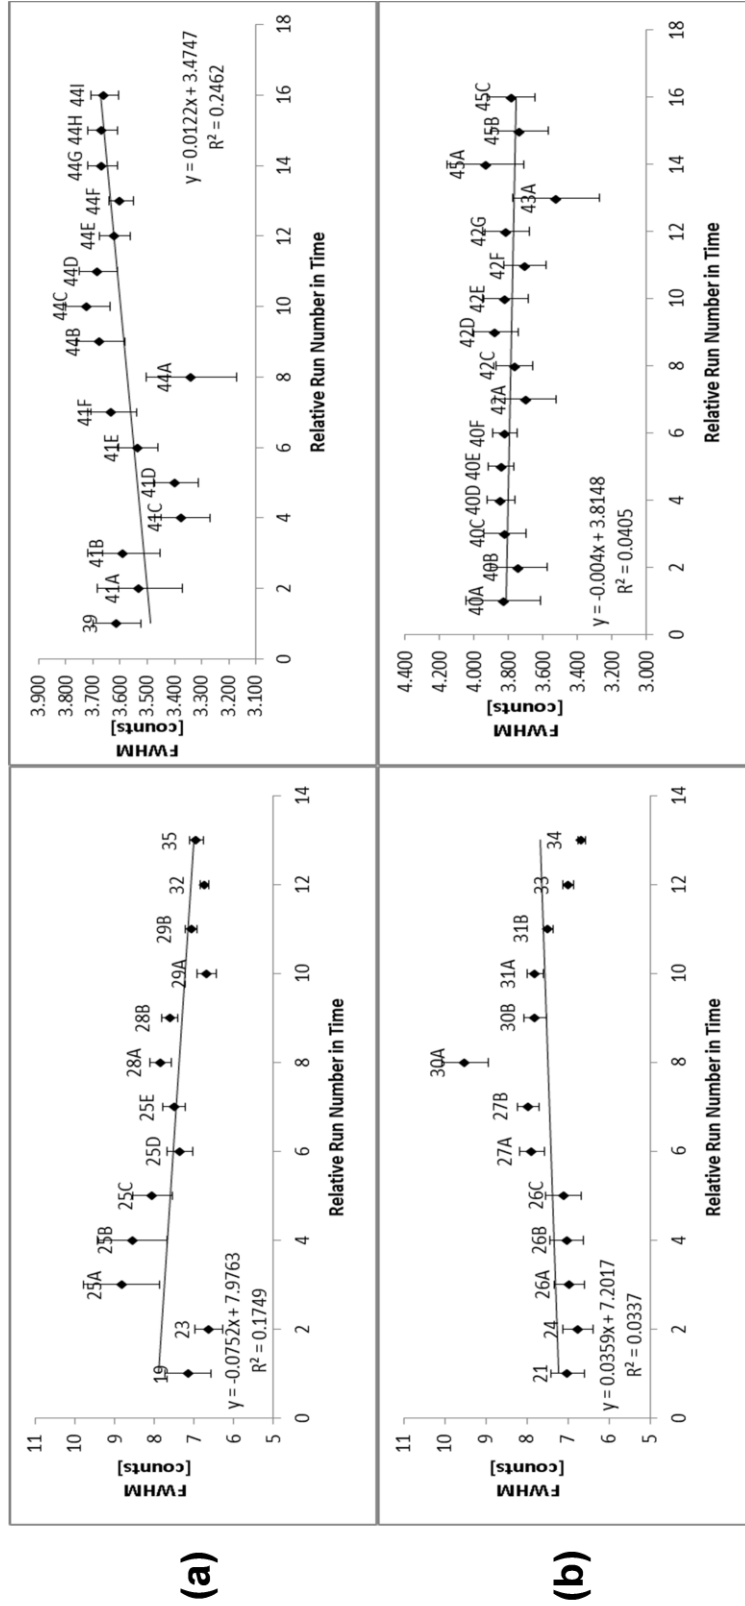 (a)
FWHM
[counts]
11
10
9
8
7
6
5
19
23
25A
25B
25C
25D
25E
28A
28B
29A
29B
32
35
y = -0.0752x + 7.9763
R² = 0.1749
0 2 4 6 8 10 12 14
Relative Run Number in Time
FWHM
[counts]
3.900
3.800
3.700
3.600
3.500
3.400
3.300
3.200
3.100
39
41A
41B
41C
41D
41E
41F
44A
44B
44C
44D
44E
44F
44G
44H
44I
y = 0.0122x + 3.4747
R² = 0.2462
0 2 4 6 8 10 12 14 16 18
Relative Run Number in Time
(b)
FWHM
[counts]
11
10
9
8
7
6
5
21
24
26A
26B
26C
27A
27B
30A
30B
31A
31B
33
34
y = 0.0359x + 7.2017
R² = 0.0337
0 2 4 6 8 10 12 14
Relative Run Number in Time
FWHM
[counts]
4.400
4.200
4.000
3.800
3.600
3.400
3.200
3.000
40A
40B
40C
40D
40E
40F
42A
42C
42D
42E
42F
42G
43A
45A
45B
45C
y = -0.004x + 3.8148
R² = 0.0405
0 2 4 6 8 10 12 14 16 18
Relative Run Number in Time